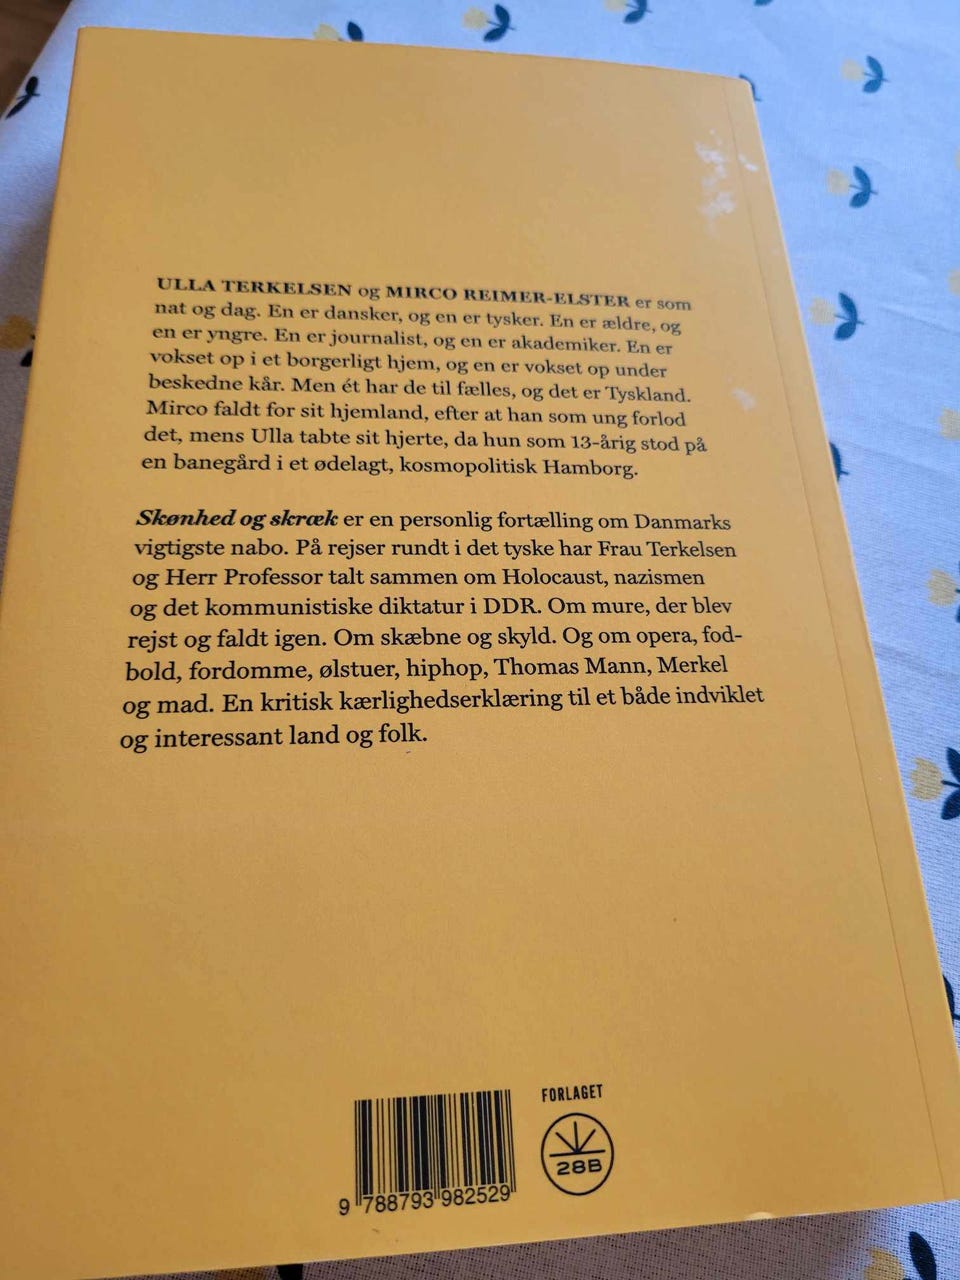 ULLA TERKELSEN og MIRCO REIMER-ELSTER er som
nat og dag. En er dansker, og en er tysker. En er ældre, og
en er yngre. En er journalist, og en er akademiker. En er
vokset op i et borgerligt hjem, og en er vokset op under
beskedne kår. Men ét har de til fælles, og det er Tyskland.
Mirco faldt for sit hjemland, efter at han som ung forlod
det, mens Ulla tabte sit hjerte, da hun som 13-årig stod på
en banegård i et ødelagt, kosmopolitisk Hamborg.
Skønhed og skræk er en personlig fortælling om Danmarks
vigtigste nabo. På rejser rundt i det tyske har Frau Terkelsen
og Herr Professor talt sammen om Holocaust, nazismen
og det kommunistiske diktatur i DDR. Om mure, der blev
rejst og faldt igen. Om skæbne og skyld. Og om opera, fod-
bold, fordomme, ølstuer, hiphop, Thomas Mann, Merkel
og mad. En kritisk kærlighedserklæring til et både indviklet
og interessant land og folk.
FORLAGET
28B
9 788793 982529